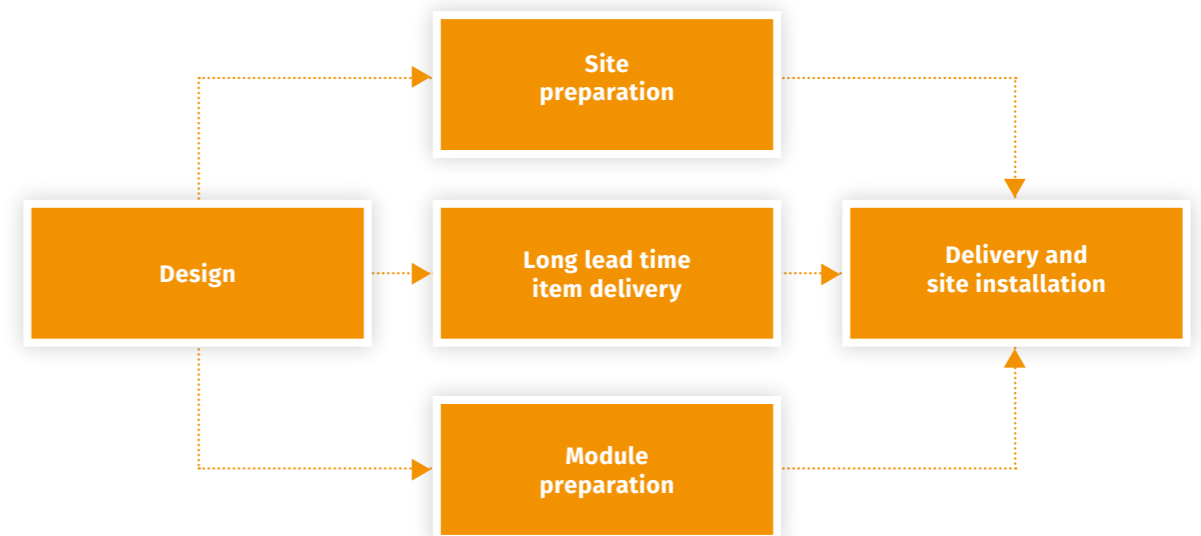 Site
preparation
Design
Long lead time
item delivery
Delivery and
site installation
Module
preparation